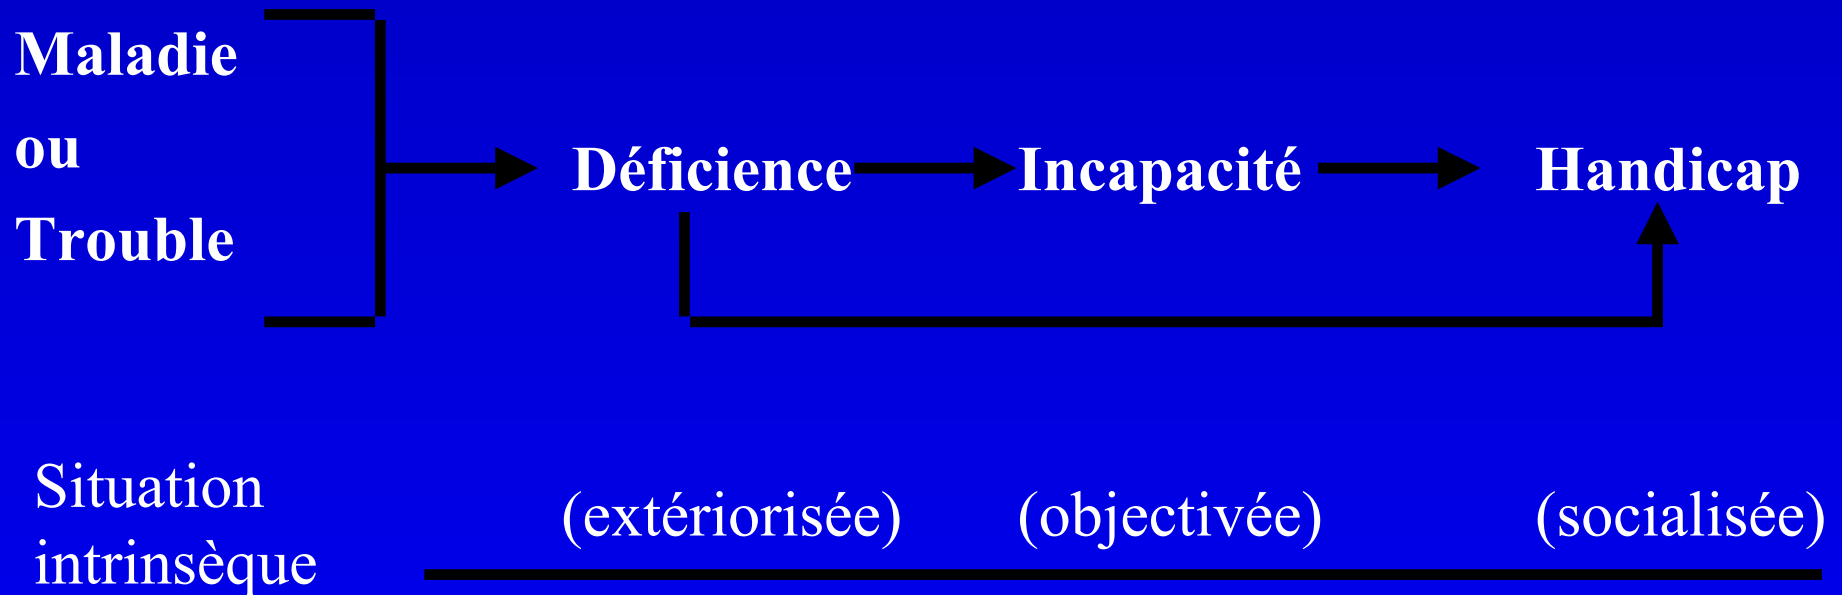 Maladie
ou
Trouble
Déficience Incapacité Handicap
Situation
intrinsèque
(extériorisée) (objectivée) (socialisée)